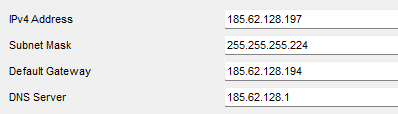 IPv4 Address 185.62.128.197
Subnet Mask 255.255.255.224
Default Gateway 185.62.128.194
DNS Server 185.62.128.1